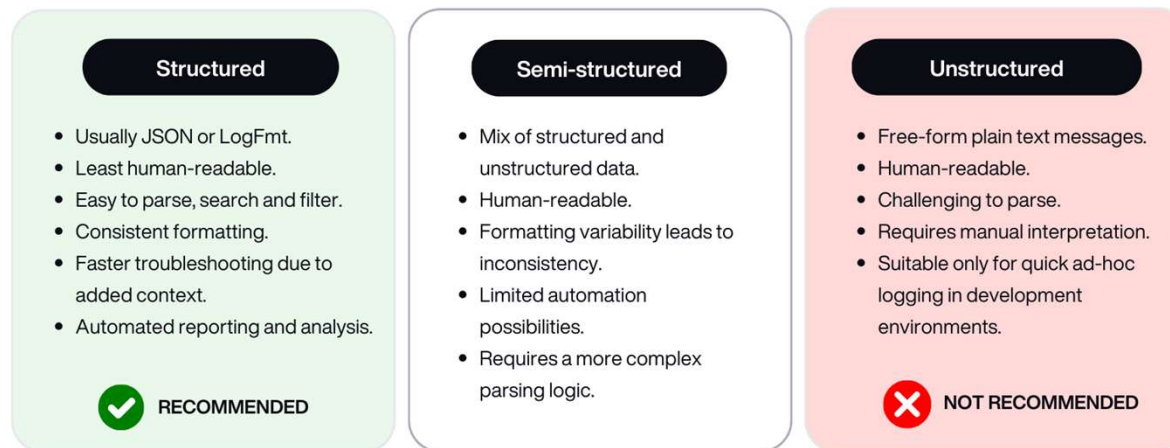 Structured
• Usually JSON or LogFmt.
• Least human-readable.
• Easy to parse, search and filter.
• Consistent formatting.
• Faster troubleshooting due to
added context.
• Automated reporting and analysis.
RECOMMENDED
Semi-structured
• Mix of structured and
unstructured data.
• Human-readable.
• Formatting variability leads to
inconsistency.
• Limited automation
possibilities.
• Requires a more complex
parsing logic.
Unstructured
• Free-form plain text messages.
• Human-readable.
• Challenging to parse.
• Requires manual interpretation.
• Suitable only for quick ad-hoc
logging in development
environments.
NOT RECOMMENDED